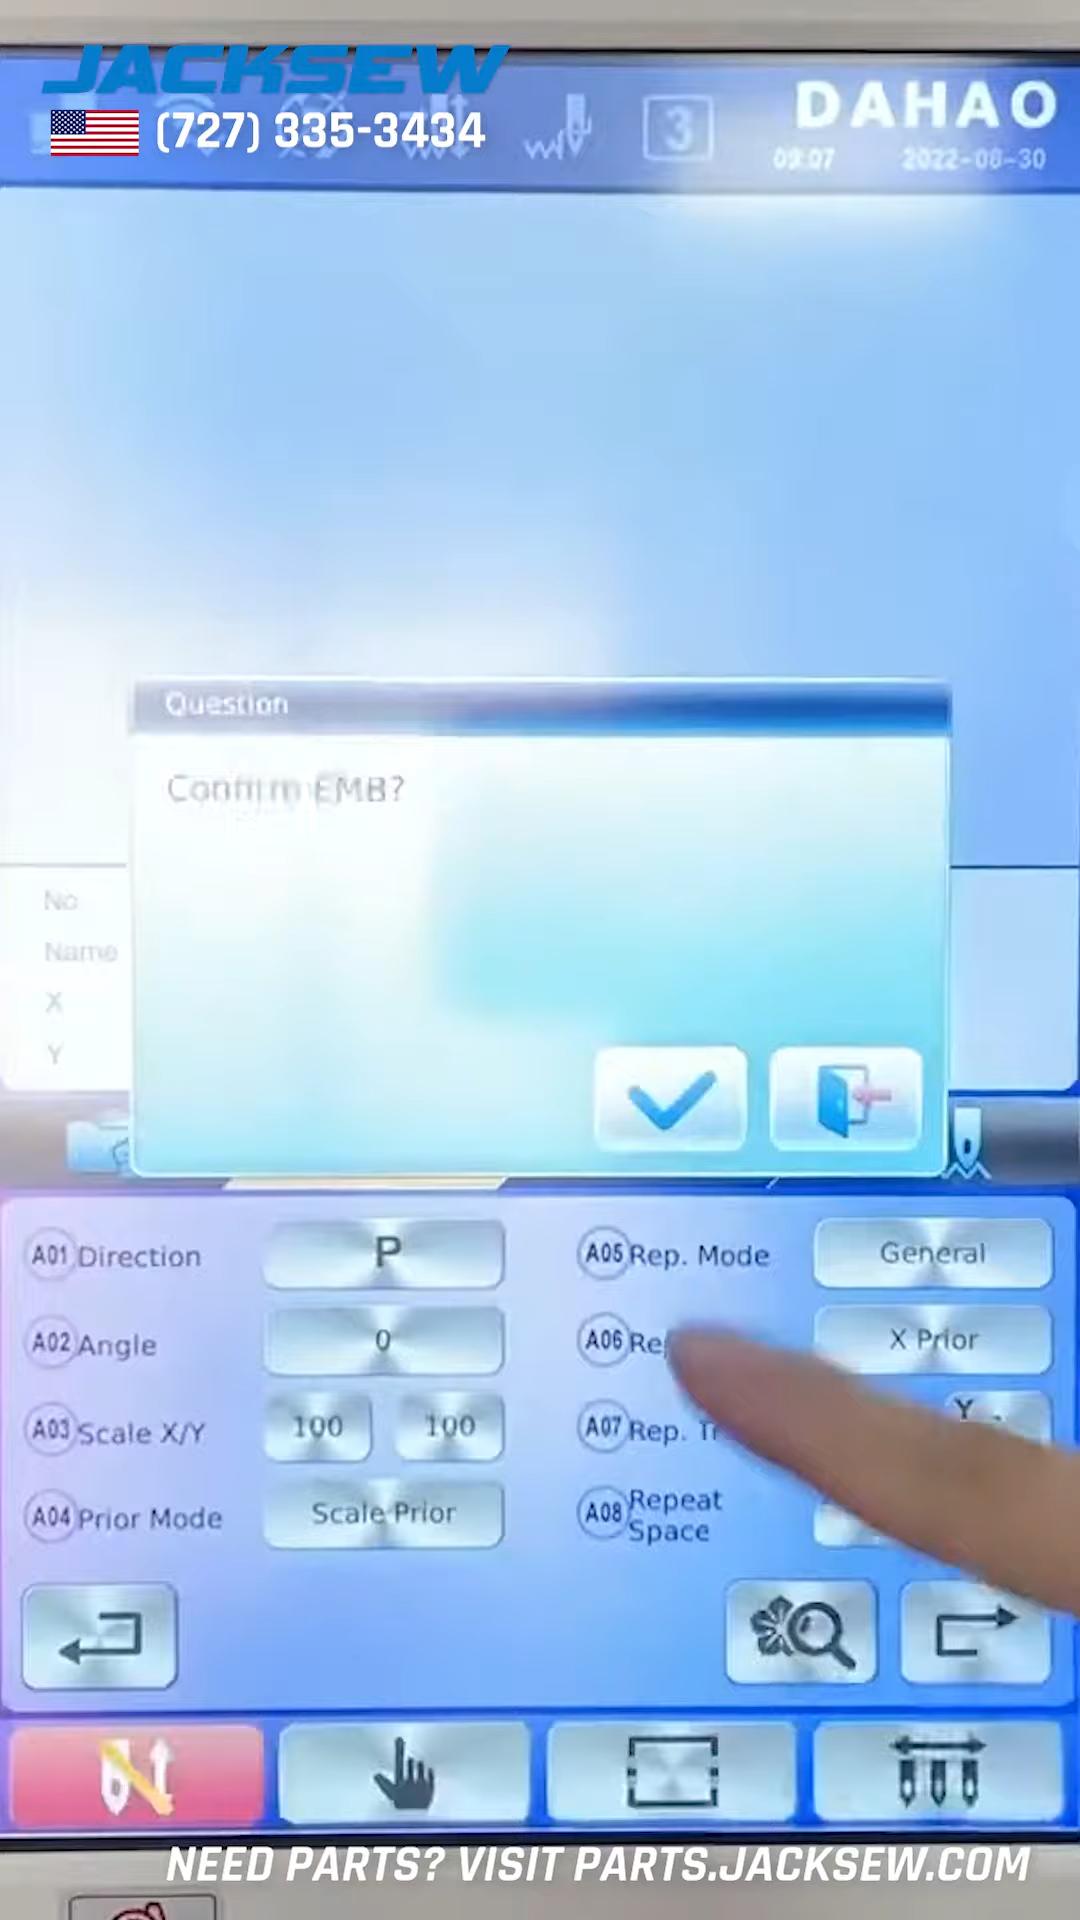 JACKSEW
(727) 335-3434
3
DAHAO
09:07 2022-08-30
Question
Confirm EMB?
No
Name
X
Y
A01 Direction P
A05 Rep. Mode General
A02 Angle 0
A06 X Prior
A03 Scale X/Y 100 100
A07 Rep. Y
A04 Prior Mode Scale Prior
A08 Repeat Space
NEED PARTS? VISIT PARTS.JACKSEW.COM